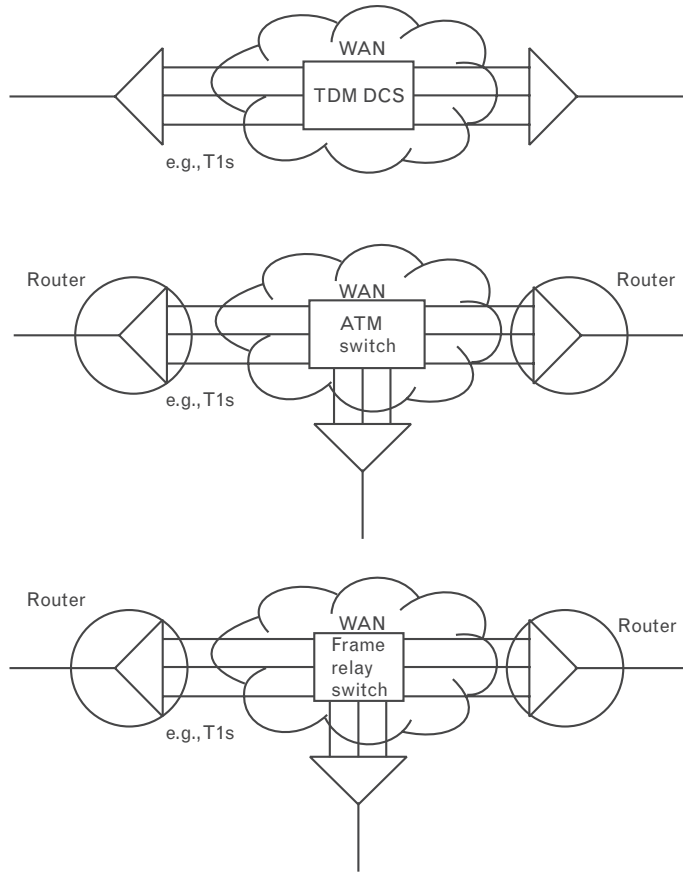 WAN
TDM DCS
e.g., T1s
Router
Router
WAN
ATM
switch
e.g., T1s
Router
WAN
Router
Frame
relay
switch
e.g., T1s